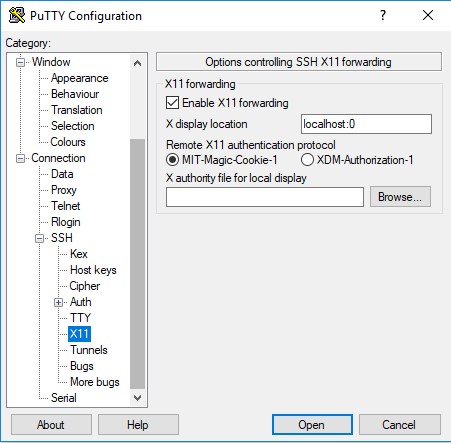 PuTTY Configuration
Category:
Window
Appearance
Behaviour
Translation
Selection
Colours
Connection
Data
Proxy
Telnet
Rlogin
SSH
Kex
Host keys
Cipher
Auth
TTY
X11
Tunnels
Bugs
More bugs
Serial
Options controlling SSH X11 forwarding
X11 forwarding
Enable X11 forwarding
X display location localhost:0
Remote X11 authentication protocol
MIT-Magic-Cookie-1 XDM-Authorization-1
X authority file for local display
Browse...
About Help Open Cancel